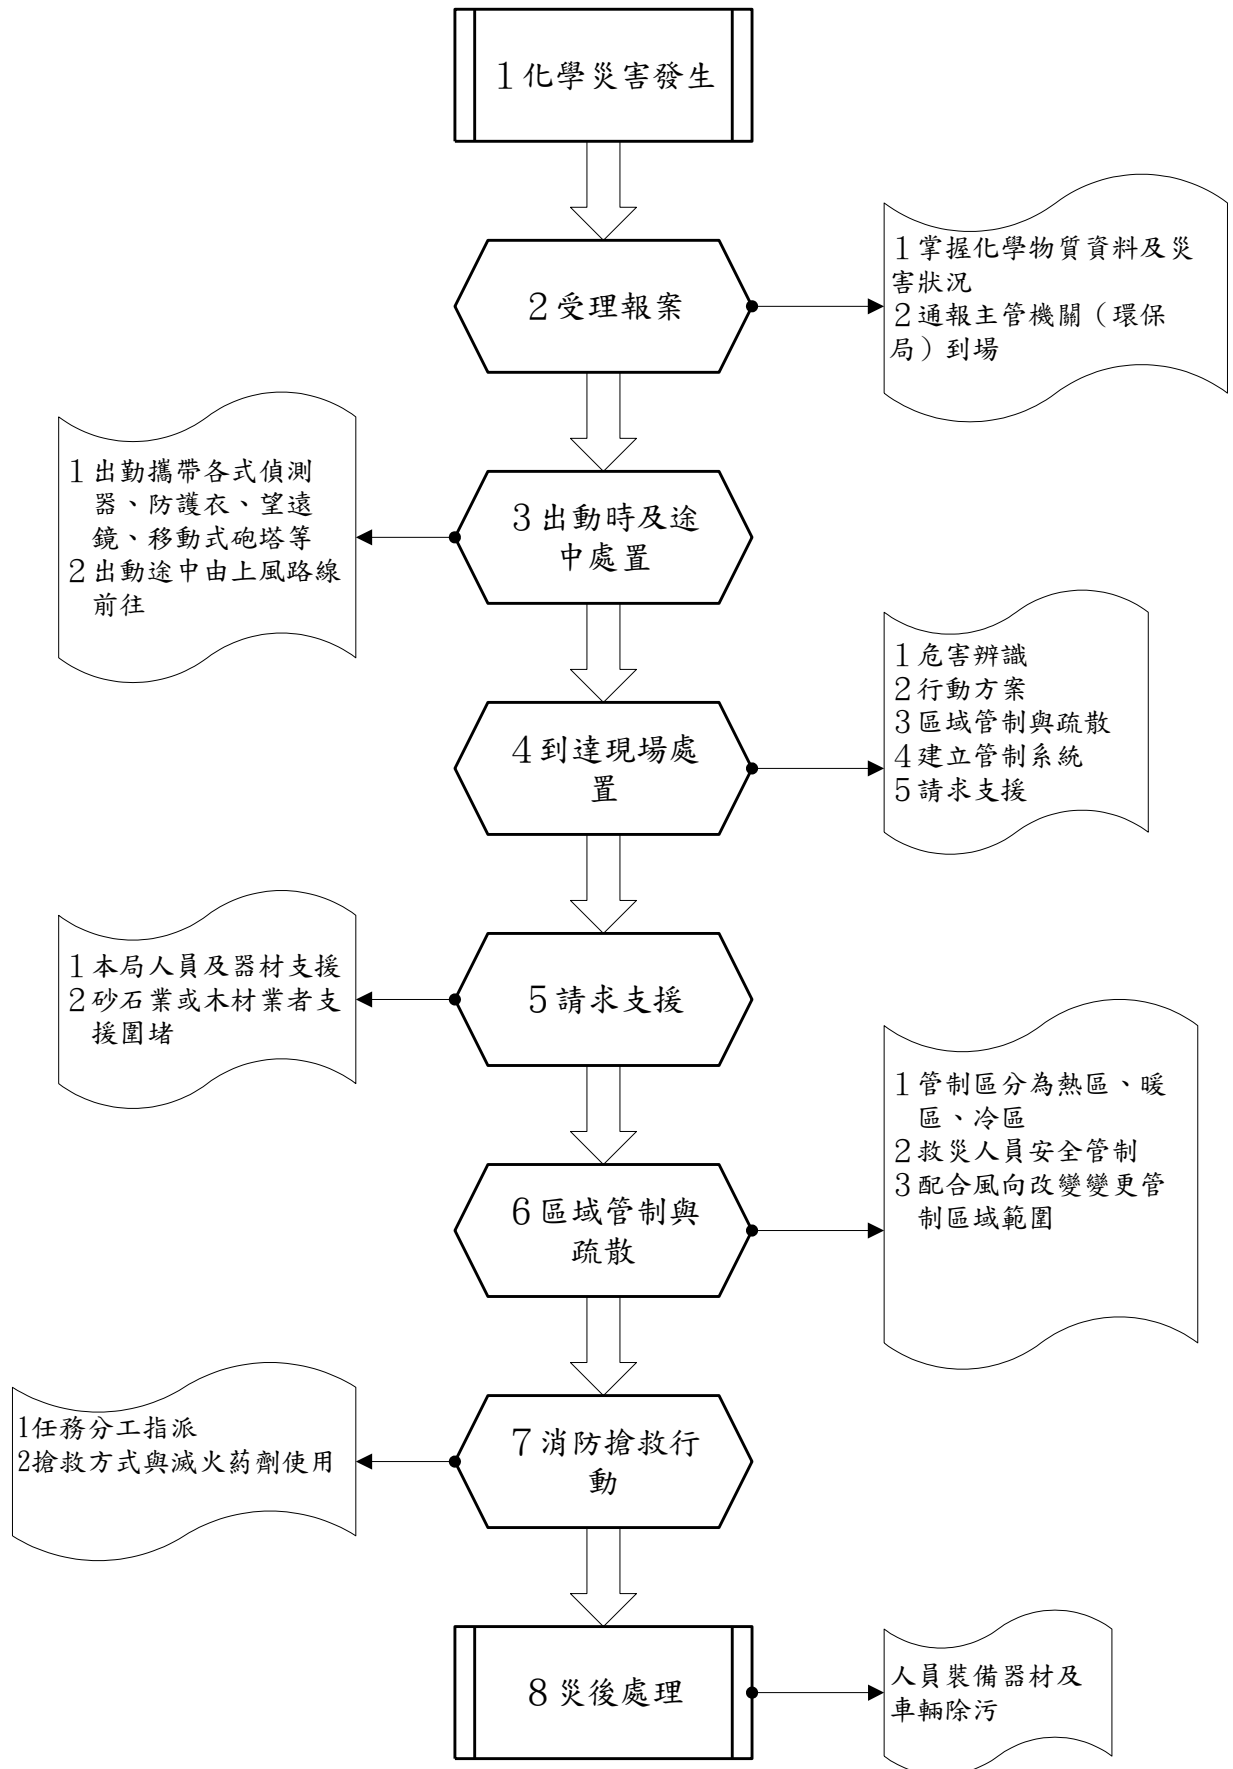 1化學災害發生
2受理報案
1掌握化學物質資料及災
害狀況
2通報主管機關（環保
局）到場
3出動時及途
中處置
1出勤攜帶各式偵測
器、防護衣、望遠
鏡、移動式砲塔等
2出動途中由上風路線
前往
4到達現場處
置
1危害辨識
2行動方案
3區域管制與疏散
4建立管制系統
5請求支援
5請求支援
1本局人員及器材支援
2砂石業或木材業者支
援圍堵
6區域管制與
疏散
1管制區分為熱區、暖
區、冷區
2救災人員安全管制
3配合風向改變變更管
制區域範圍
7消防搶救行
動
1任務分工指派
2搶救方式與滅火葯劑使用
8災後處理
人員裝備器材及
車輛除污